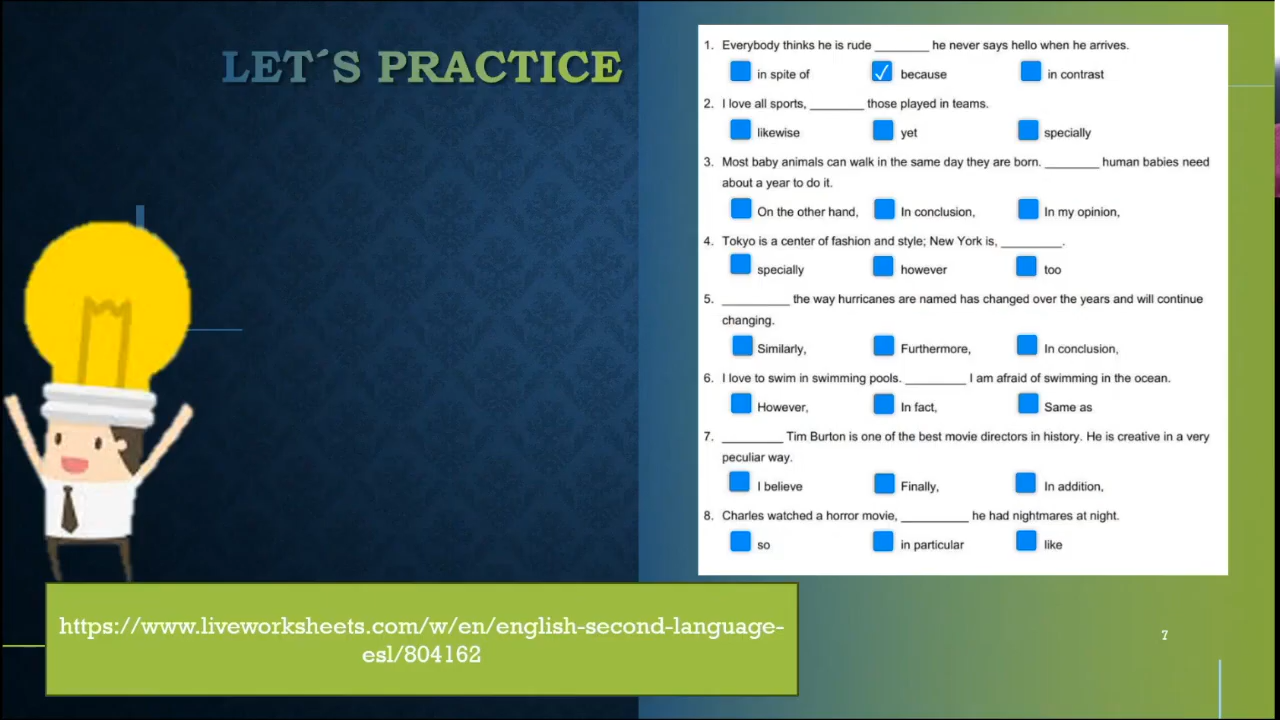 LET´S PRACTICE
1. Everybody thinks he is rude ________ he never says hello when he arrives.
in spite of because in contrast
2. I love all sports, ________ those played in teams.
likewise yet specially
3. Most baby animals can walk in the same day they are born. ________ human babies need
about a year to do it.
On the other hand, In conclusion, In my opinion,
4. Tokyo is a center of fashion and style; New York is, _________.
specially however too
5. __________ the way hurricanes are named has changed over the years and will continue
changing.
Similarly, Furthermore, In conclusion,
6. I love to swim in swimming pools. _________ I am afraid of swimming in the ocean.
However, In fact, Same as
7. _________ Tim Burton is one of the best movie directors in history. He is creative in a very
peculiar way.
I believe Finally, In addition,
8. Charles watched a horror movie, __________ he had nightmares at night.
so in particular like
https://www.liveworksheets.com/w/en/english-second-language-
esl/804162
7